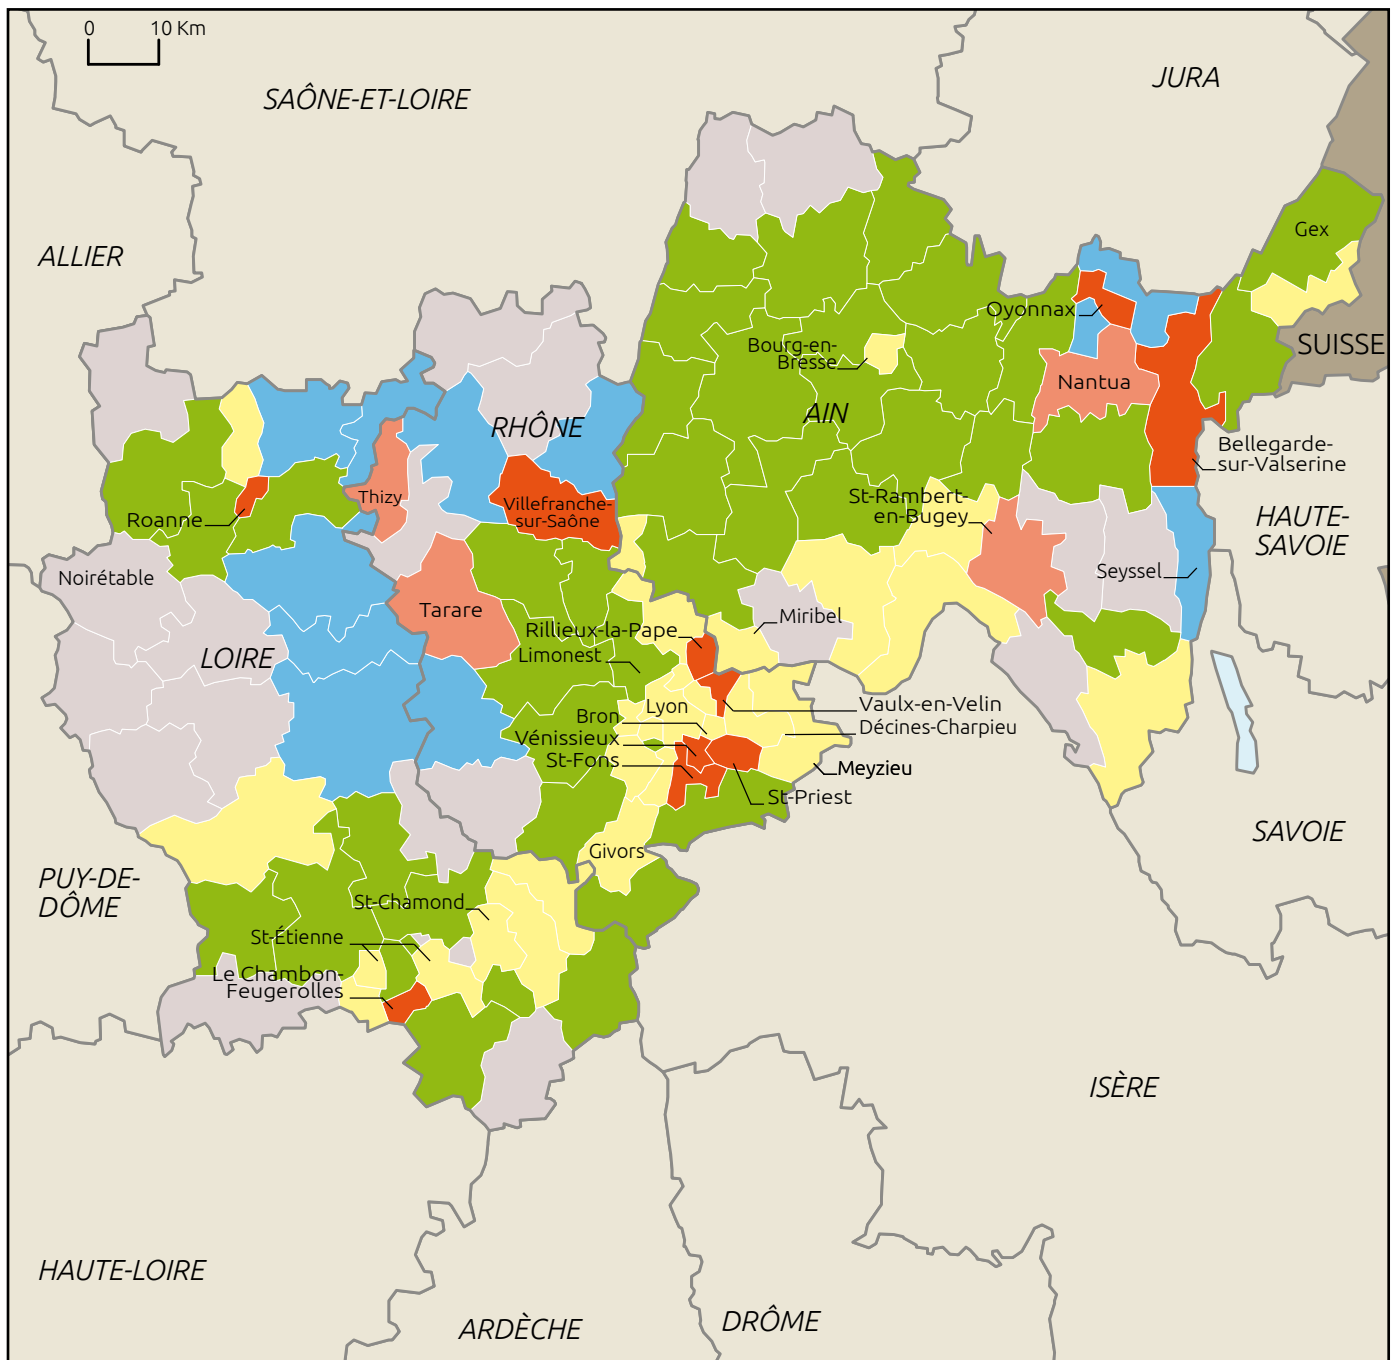 0 10 Km
JURA
SAÔNE-ET-LOIRE
Gex
ALLIER
Oyonnax
SUISSE
Bourg-en-
Bresse
Nantua
AIN
RHÔNE
Bellegarde-
sur-Valserine
Thizy
Villefranche-
sur-Saône
St-Rambert-
en-Bugey
Roanne
HAUTE-
SAVOIE
Noirétable
Seyssel
Tarare
Miribel
Rillieux-la-Pape
Limonest
LOIRE
Lyon
Vaulx-en-Velin
Bron
Décines-Charpieu
Vénissieux
St-Fons
Meyzieu
St-Priest
SAVOIE
Givors
PUY-DE-
DÔME
St-Chamond
St-Étienne
Le Chambon-
Feugerolles
ISÈRE
HAUTE-LOIRE
ARDÈCHE
DRÔME